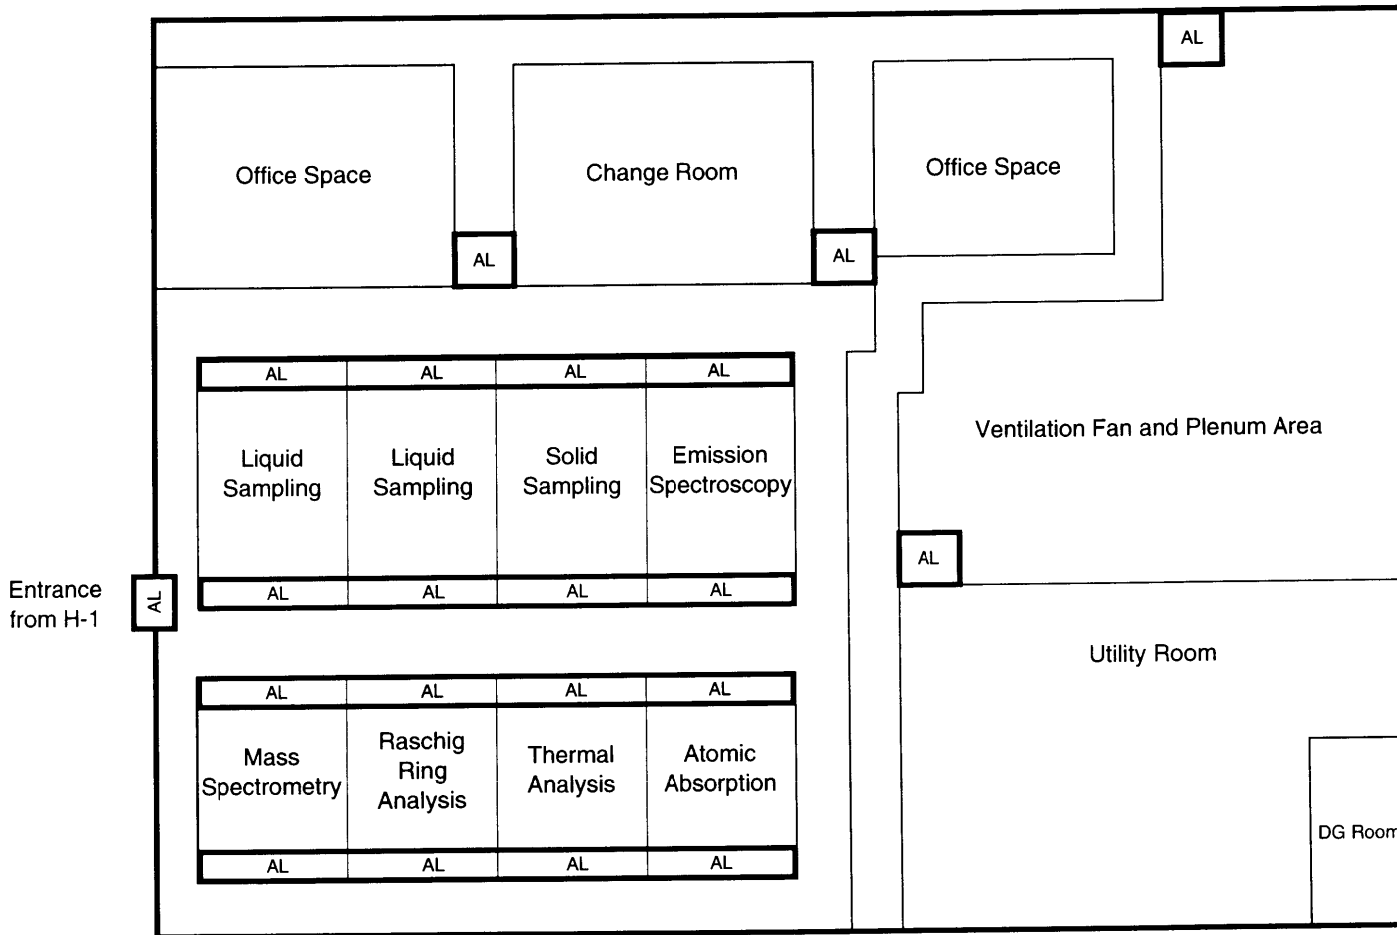 AL
Office Space
Change Room
Office Space
AL
AL
AL
AL
AL
AL
Ventilation Fan and Plenum Area
Liquid
Sampling
Liquid
Sampling
Solid
Sampling
Emission
Spectroscopy
AL
AL
AL
AL
AL
Entrance
from H-1
AL
Utility Room
AL
AL
AL
AL
Mass
Spectrometry
Raschig
Ring
Analysis
Thermal
Analysis
Atomic
Absorption
DG Room
AL
AL
AL
AL